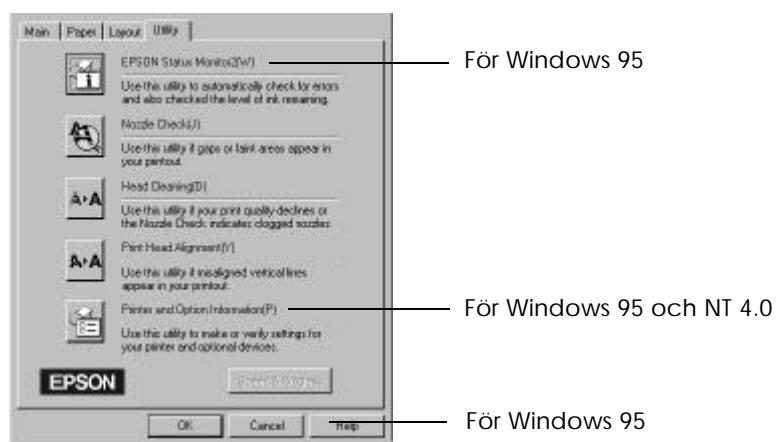 Main Paper Layout Utility
EPSON Status Monitor2(W)
För Windows 95
Use this utility to automatically check for errors
and also checked the level of ink remaining.
Nozzle Check(J)
Use this utility if gaps or faint areas appear in
your printout.
Head Cleaning(D)
Use this utility if your print quality declines or
the Nozzle Check indicates clogged nozzles.
Print Head Alignment(Y)
Use this utility if misaligned vertical lines
appear in your printout.
Printer and Option Information(P)
För Windows 95 och NT 4.0
Use this utility to make or verify settings for
your printer and optional devices.
EPSON
OK Cancel Help
För Windows 95